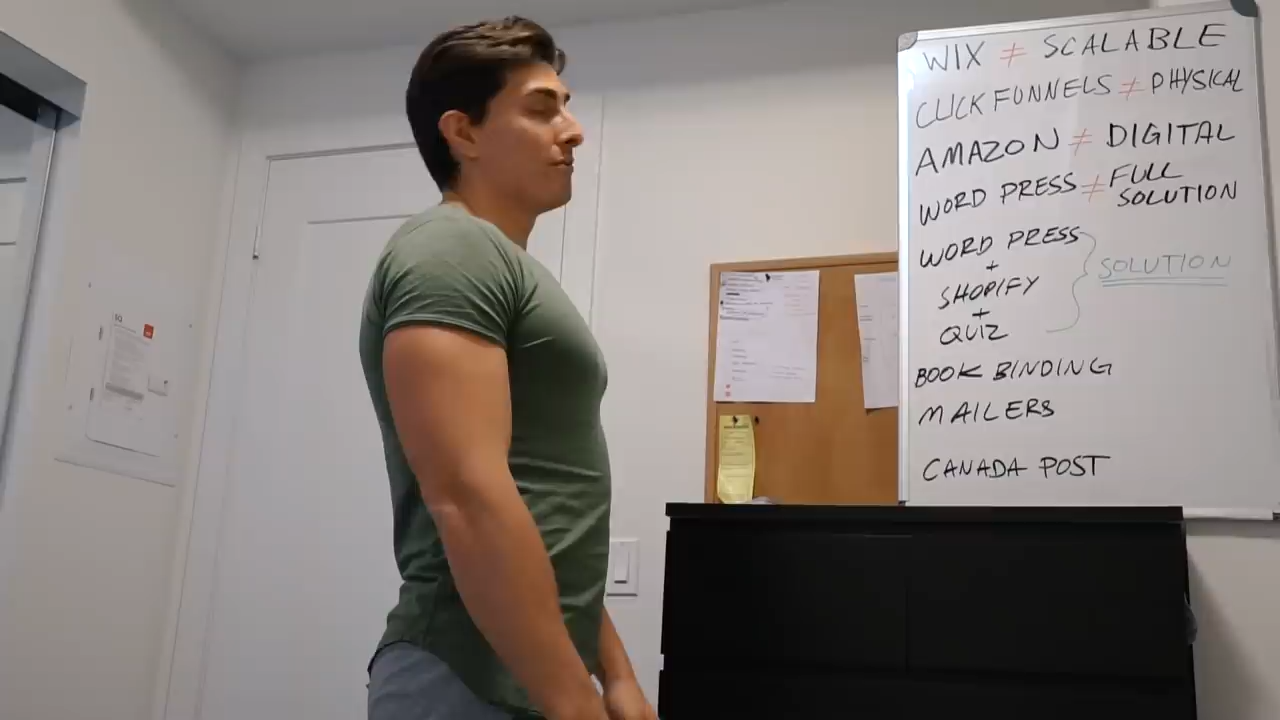 WIX ≠ SCALABLE
CLICK FUNNELS ≠ PHYSICAL
AMAZON ≠ DIGITAL
WORD PRESS ≠ FULL SOLUTION
WORD PRESS
+
SHOPIFY
+
QUIZ
SOLUTION
BOOK BINDING
MAILERS
CANADA POST